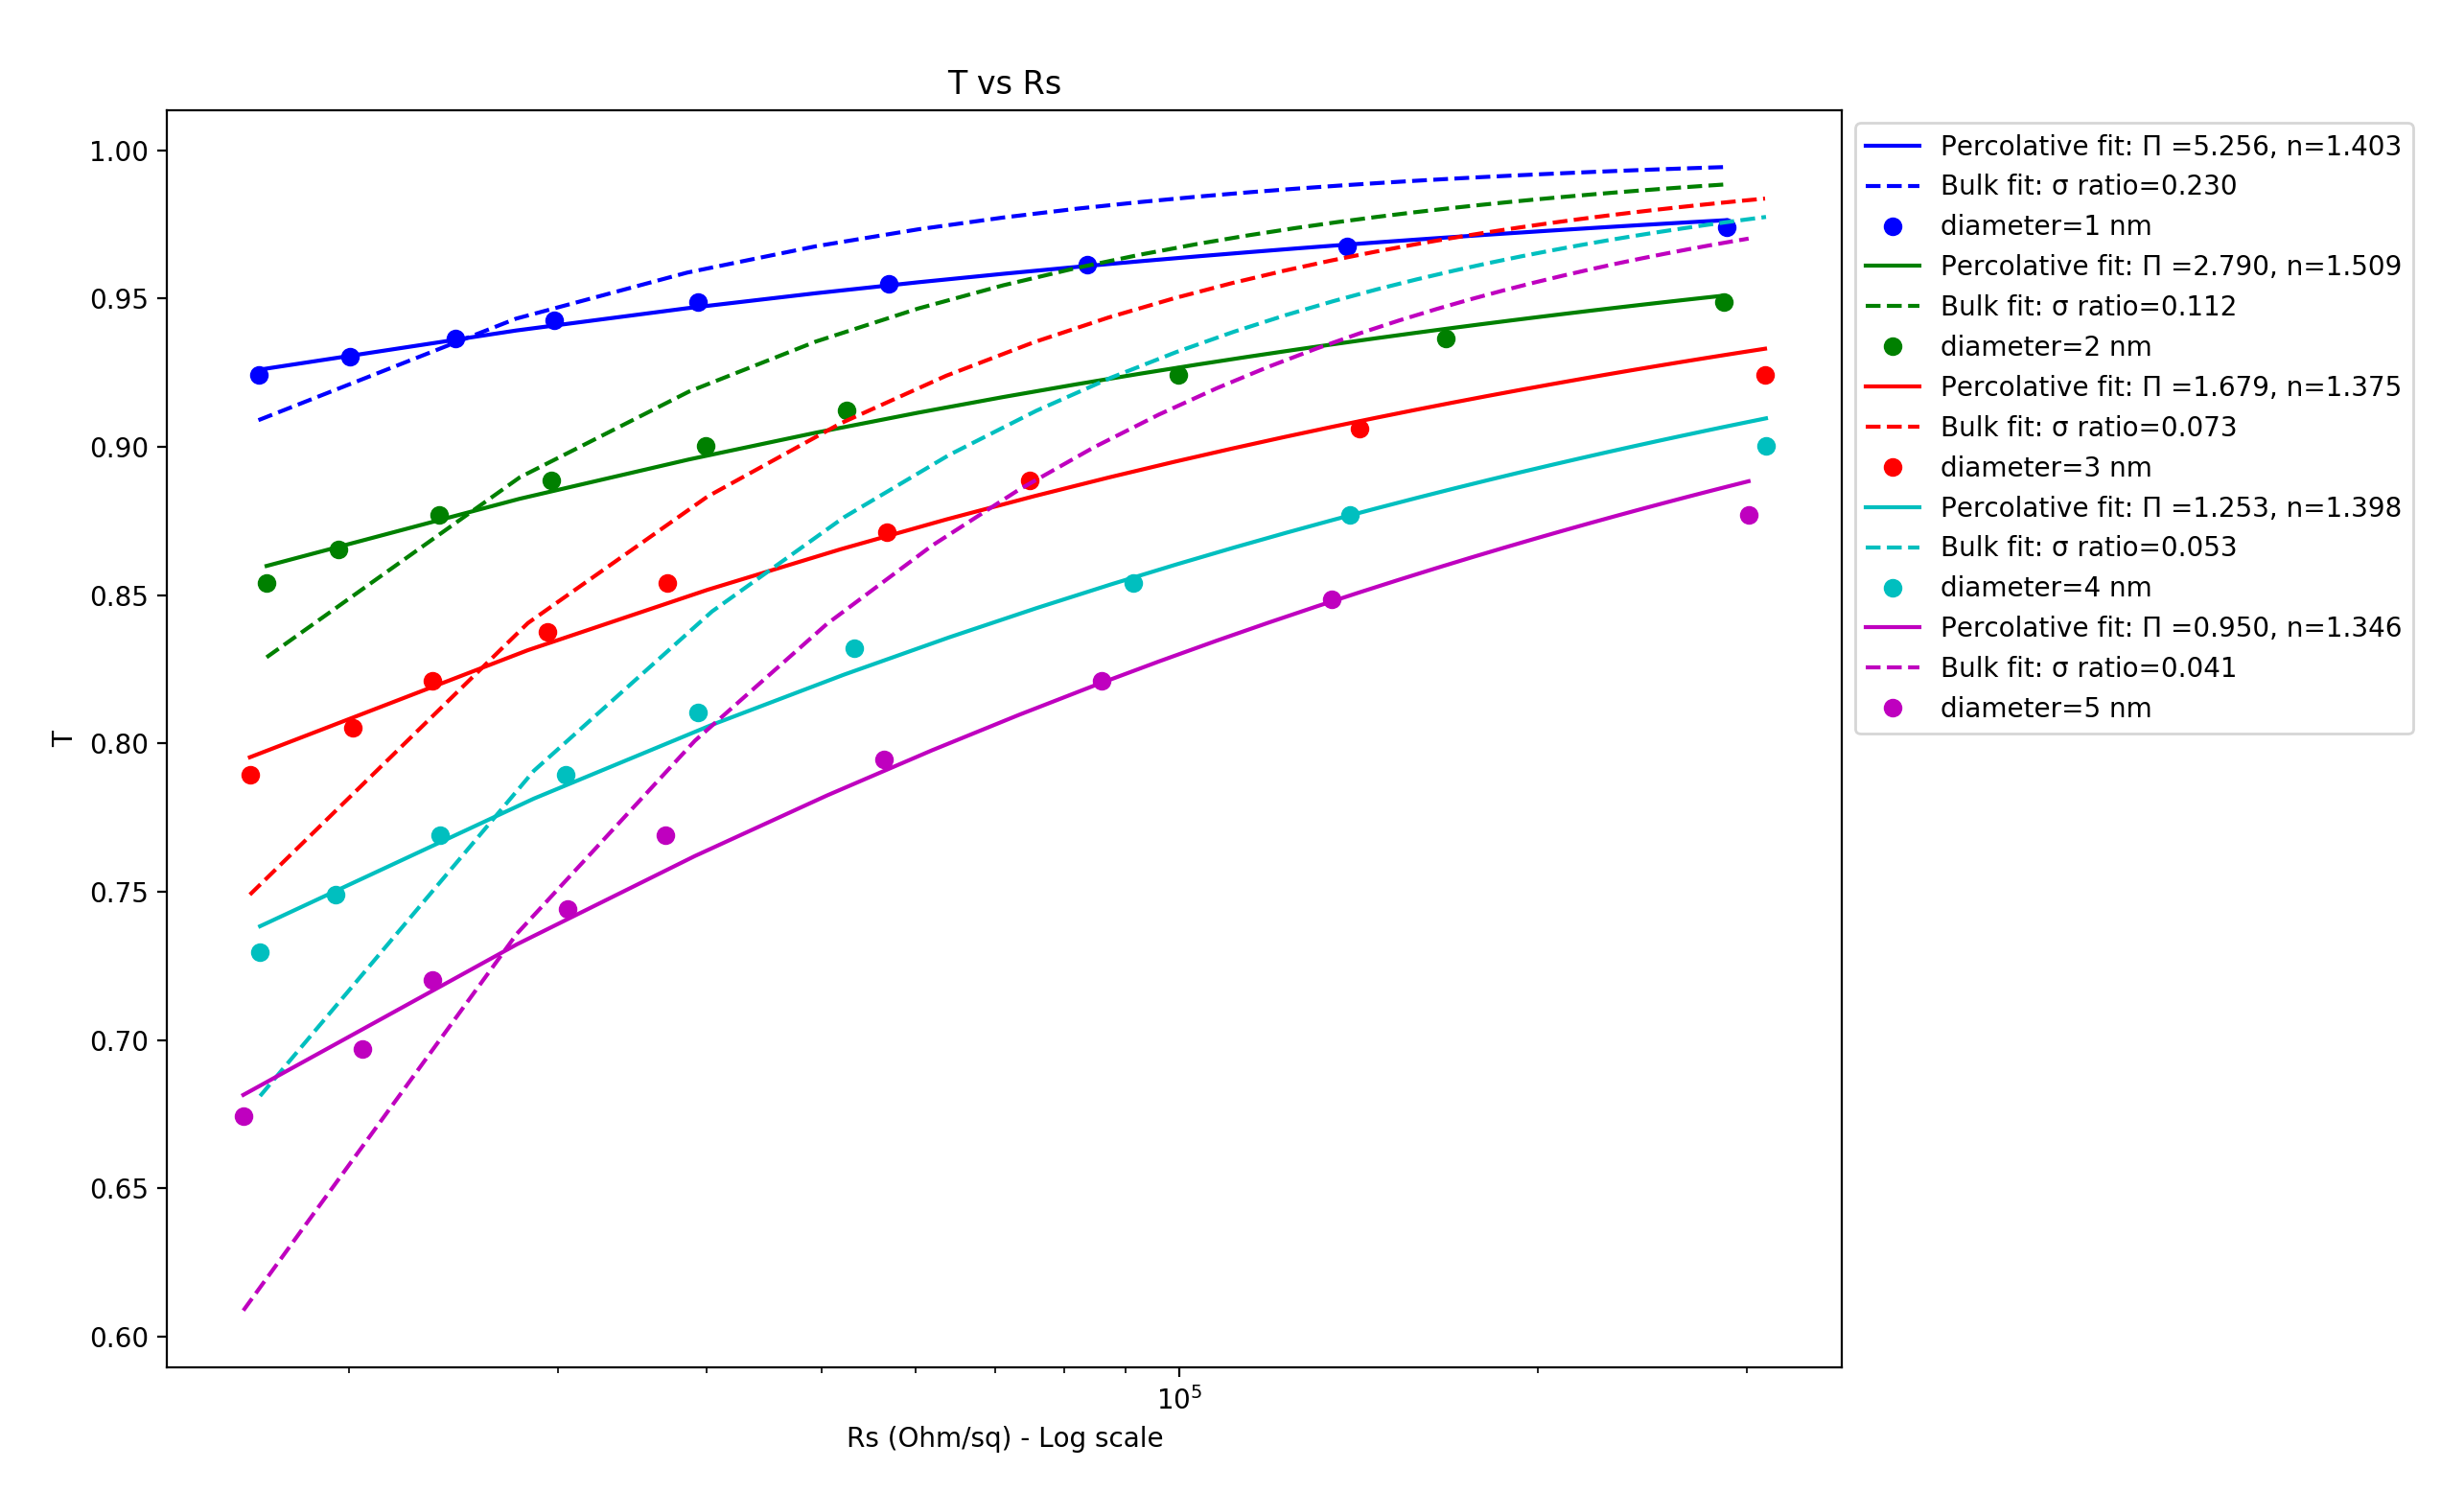 T vs Rs
1.00
0.95
0.90
0.85
0.80
0.75
0.70
0.65
0.60
T
10⁵
Rs (Ohm/sq) - Log scale
Percolative fit: Π =5.256, n=1.403
Bulk fit: σ ratio=0.230
diameter=1 nm
Percolative fit: Π =2.790, n=1.509
Bulk fit: σ ratio=0.112
diameter=2 nm
Percolative fit: Π =1.679, n=1.375
Bulk fit: σ ratio=0.073
diameter=3 nm
Percolative fit: Π =1.253, n=1.398
Bulk fit: σ ratio=0.053
diameter=4 nm
Percolative fit: Π =0.950, n=1.346
Bulk fit: σ ratio=0.041
diameter=5 nm